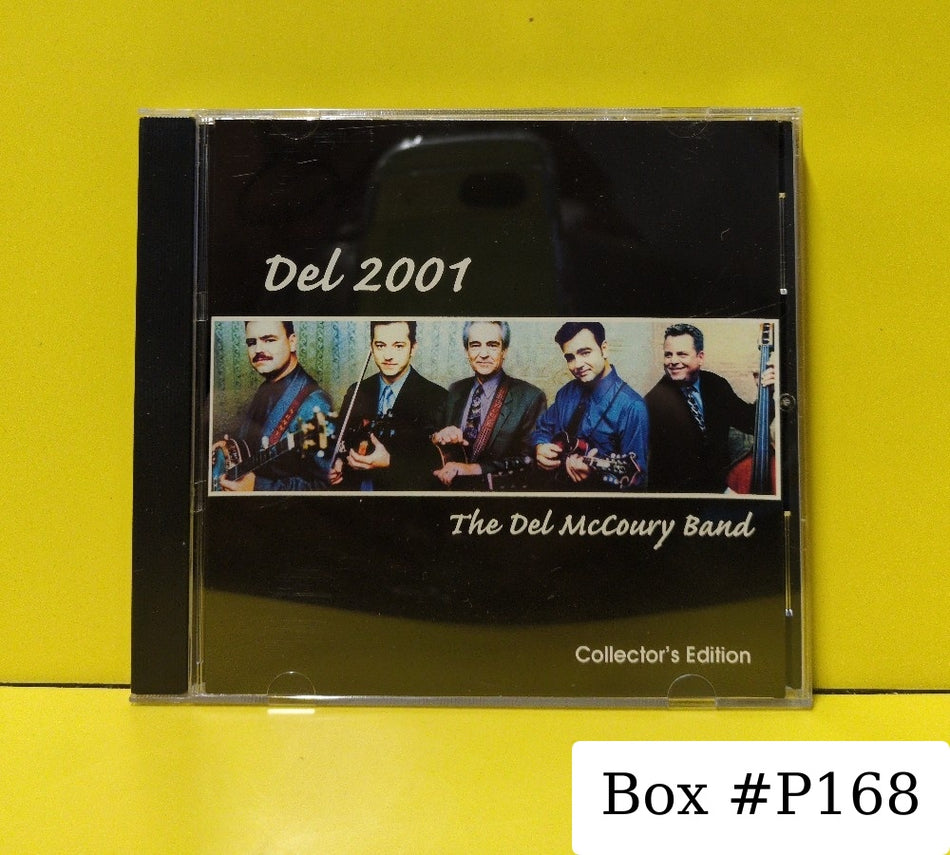 Del 2001
The Del McCoury Band
Collector's Edition
Box #P168